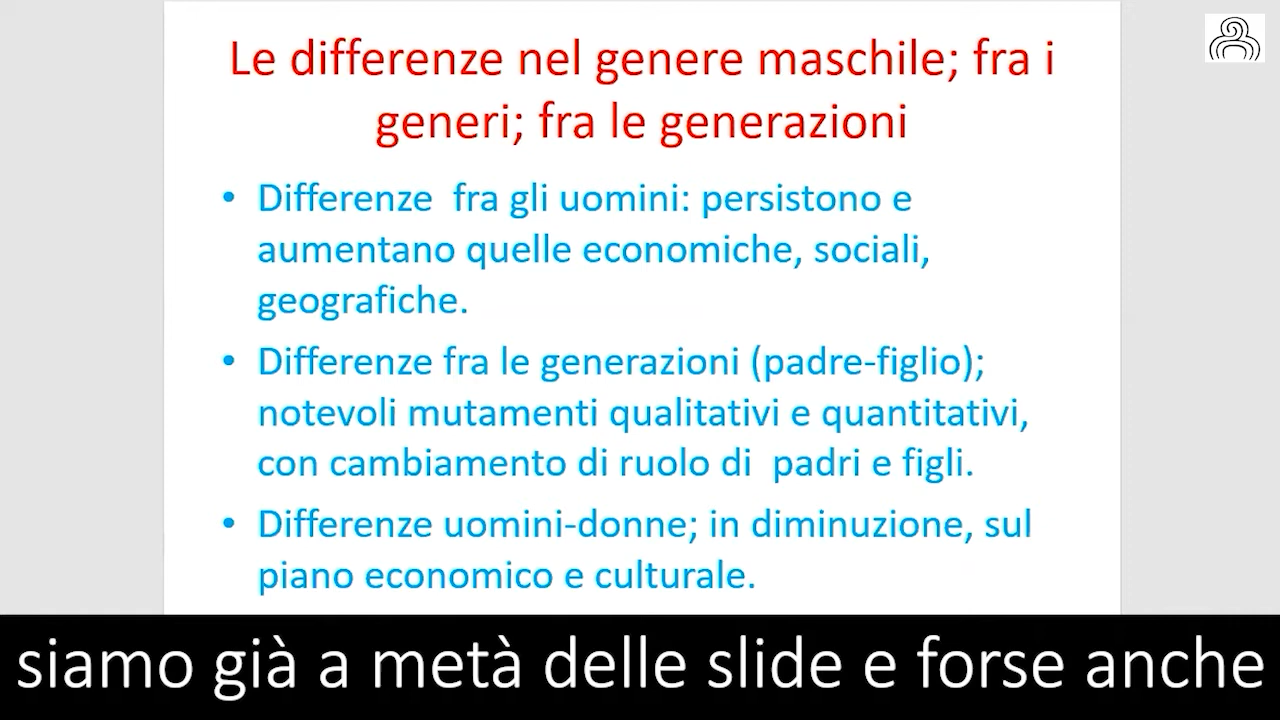 Le differenze nel genere maschile; fra i
generi; fra le generazioni
• Differenze  fra gli uomini: persistono e
aumentano quelle economiche, sociali,
geografiche.
• Differenze fra le generazioni (padre-figlio);
notevoli mutamenti qualitativi e quantitativi,
con cambiamento di ruolo di  padri e figli.
• Differenze uomini-donne; in diminuzione, sul
piano economico e culturale.
siamo già a metà delle slide e forse anche